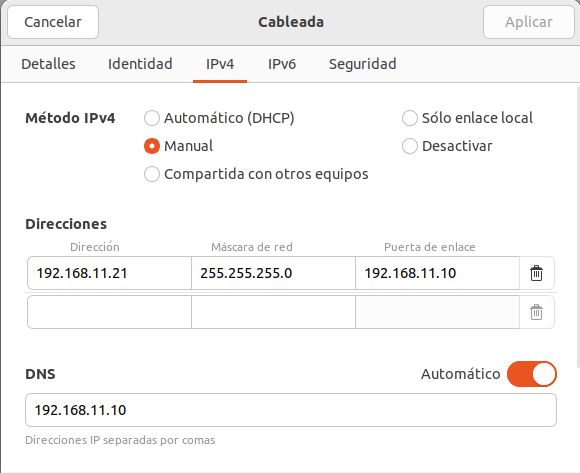 Cancelar Cableada Aplicar
Detalles Identidad IPv4 IPv6 Seguridad
Método IPv4 Automático (DHCP) Sólo enlace local
Manual Desactivar
Compartida con otros equipos
Direcciones
Dirección Máscara de red Puerta de enlace
192.168.11.21 255.255.255.0 192.168.11.10
DNS Automático
192.168.11.10
Direcciones IP separadas por comas